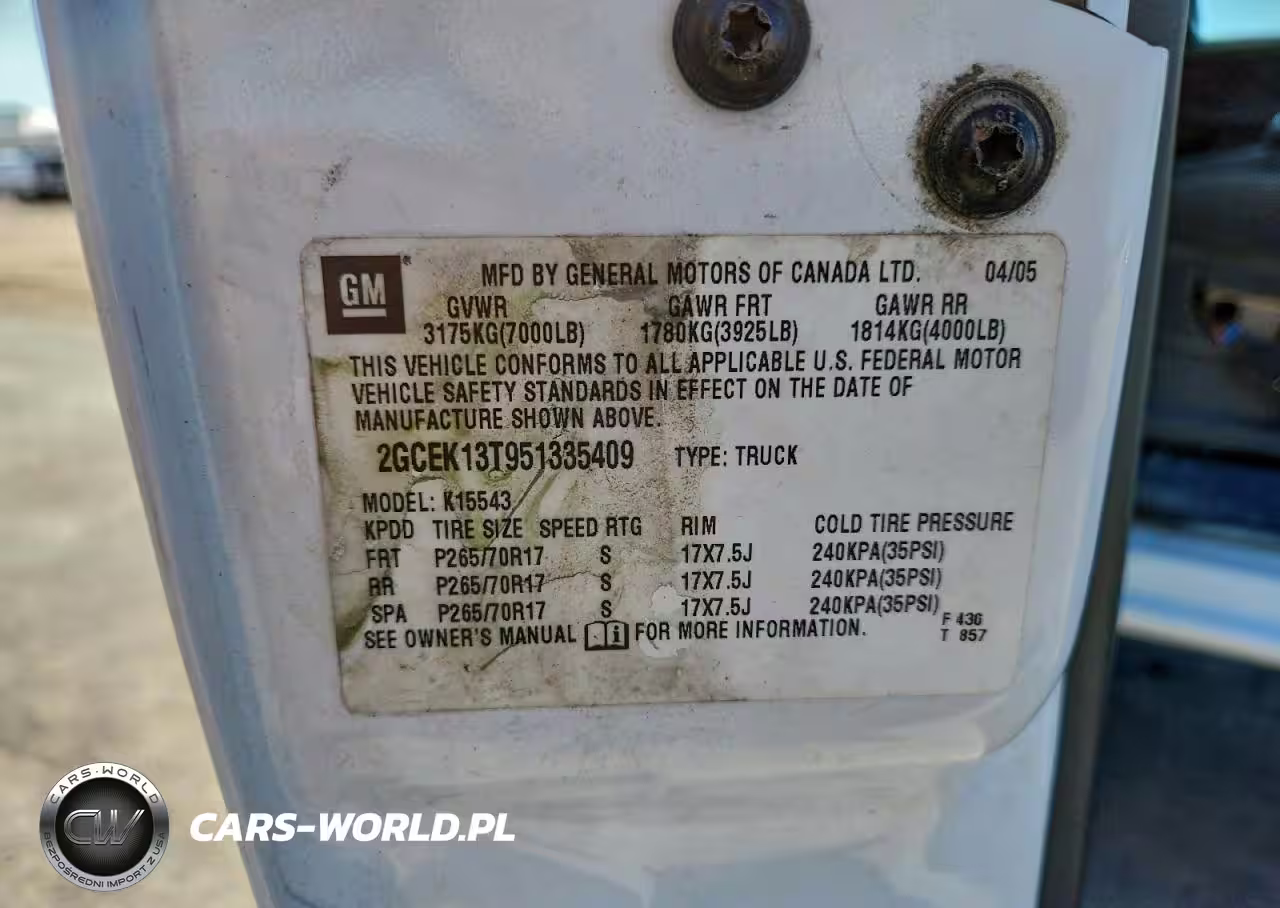 GM
MFD BY GENERAL MOTORS OF CANADA LTD. 04/05
GVWR GAWR FRT GAWR RR
3175KG(7000LB) 1780KG(3925LB) 1814KG(4000LB)
THIS VEHICLE CONFORMS TO ALL APPLICABLE U.S. FEDERAL MOTOR
VEHICLE SAFETY STANDARDS IN EFFECT ON THE DATE OF
MANUFACTURE SHOWN ABOVE.
2GCEK13T951335409 TYPE: TRUCK
MODEL: K15543
KPDD TIRE SIZE SPEED RTG RIM COLD TIRE PRESSURE
FRT P265/70R17 S 17X7.5J 240KPA(35PSI)
RR P265/70R17 S 17X7.5J 240KPA(35PSI)
SPA P265/70R17 S 17X7.5J 240KPA(35PSI)
SEE OWNER'S MANUAL i FOR MORE INFORMATION.
F 436
T 857
CARS-WORLD
CW
BEZPOŚREDNI IMPORT Z USA
CARS-WORLD.PL